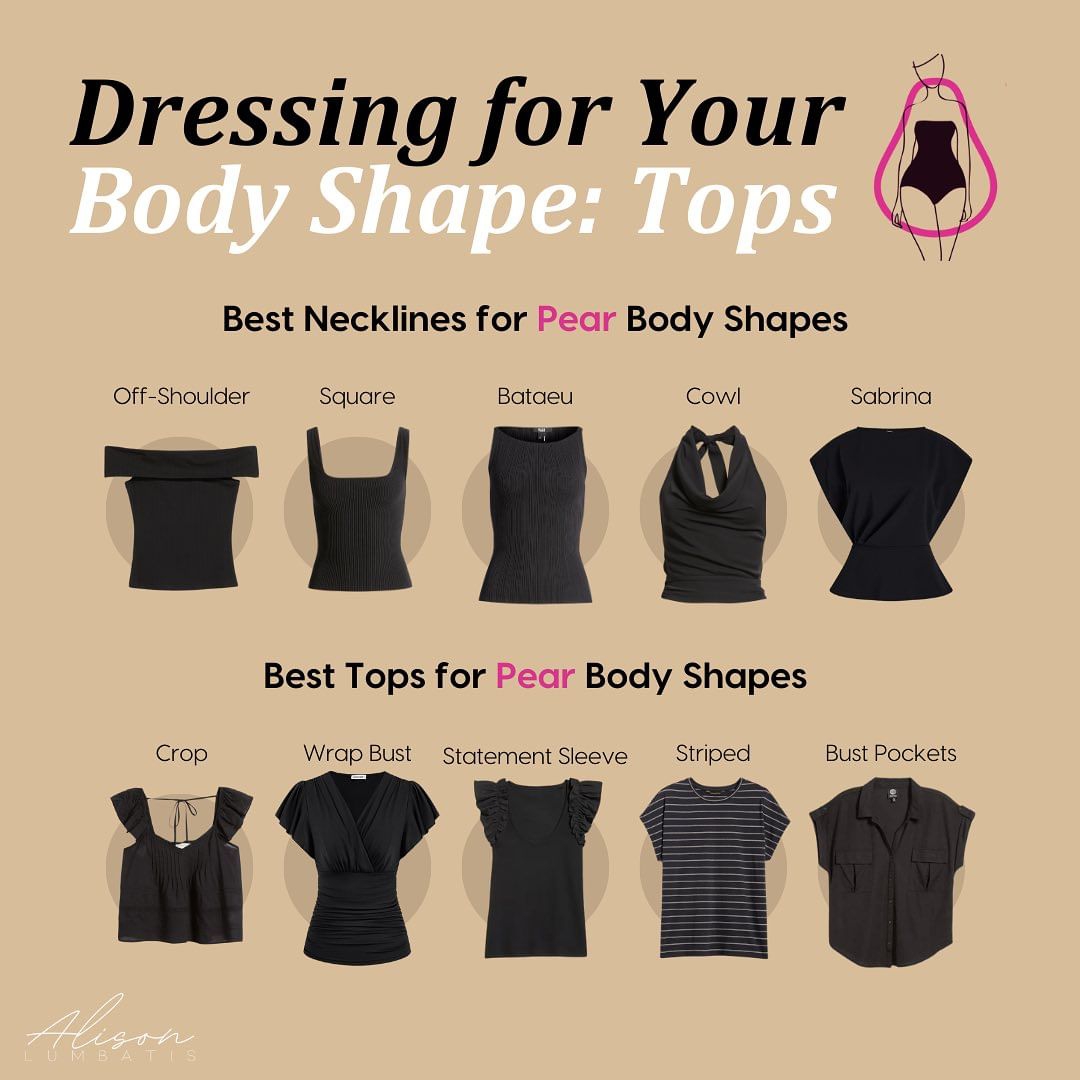 Dressing for Your
Body Shape: Tops
Best Necklines for Pear Body Shapes
Off-Shoulder Square Bataeu Cowl Sabrina
Best Tops for Pear Body Shapes
Crop Wrap Bust Statement Sleeve Striped Bust Pockets
Alison
LUMBATIS